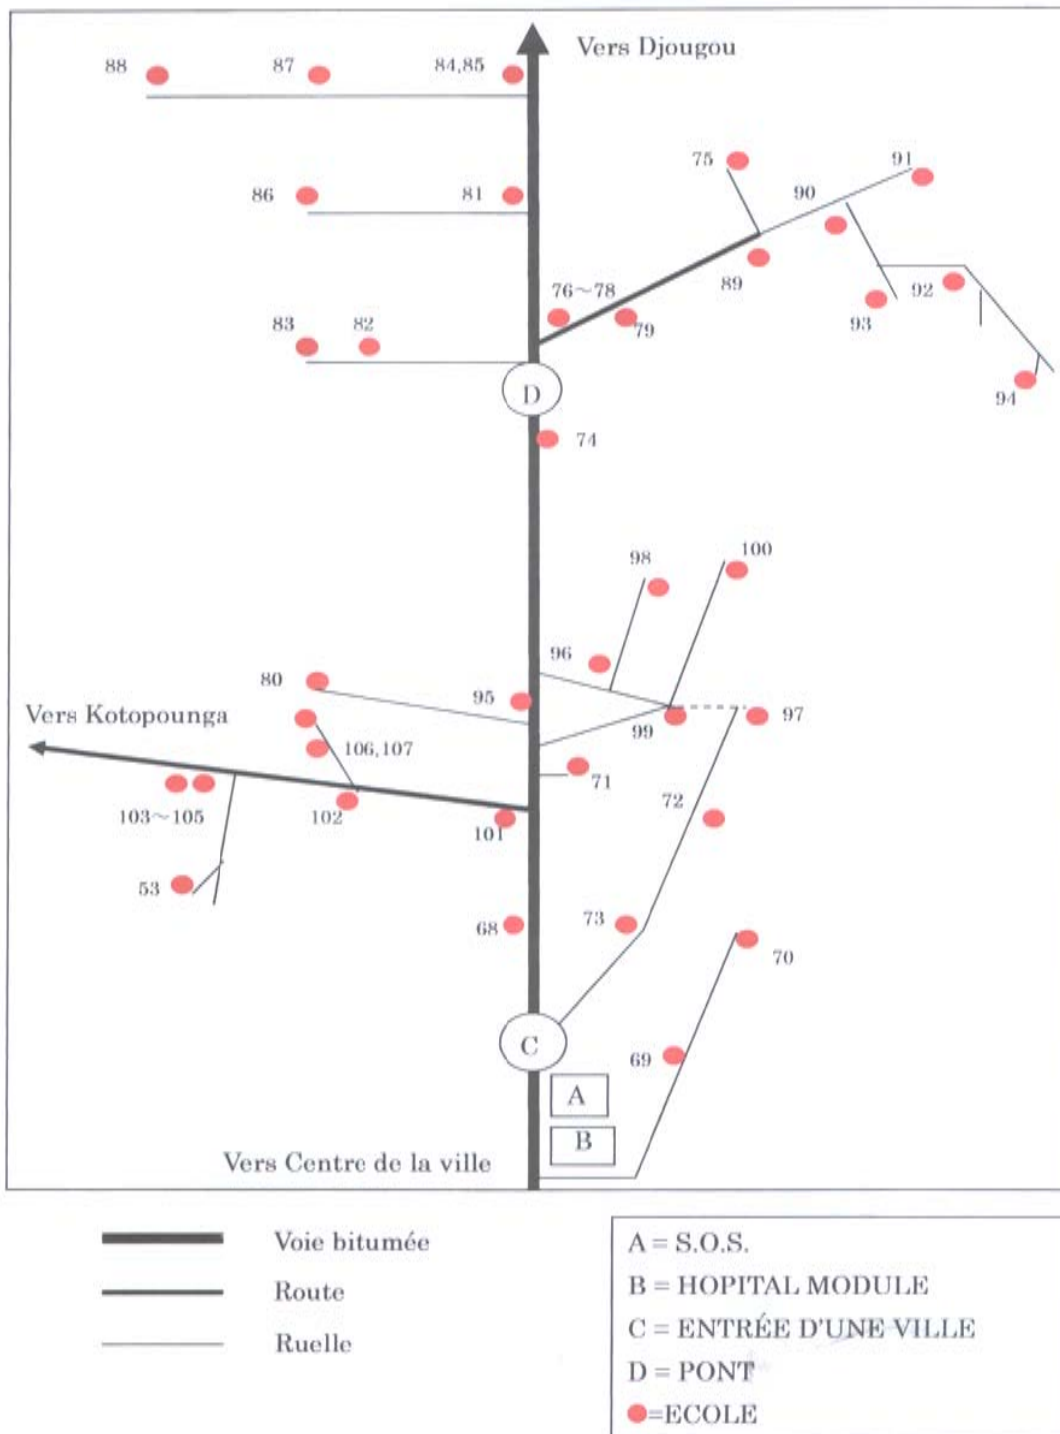 Vers Djougou
88 87 84,85
75 91
86 81 90
76～78 89
83 82 79 92
93
D
94
74
98 100
96
80 95
Vers Kotopounga 99 97
106,107 71
103～105 102 72
101
53
68 73
70
C
69
A
B
Vers Centre de la ville
Voie bitumée
Route
Ruelle
A = S.O.S.
B = HOPITAL MODULE
C = ENTRÉE D'UNE VILLE
D = PONT
=ECOLE